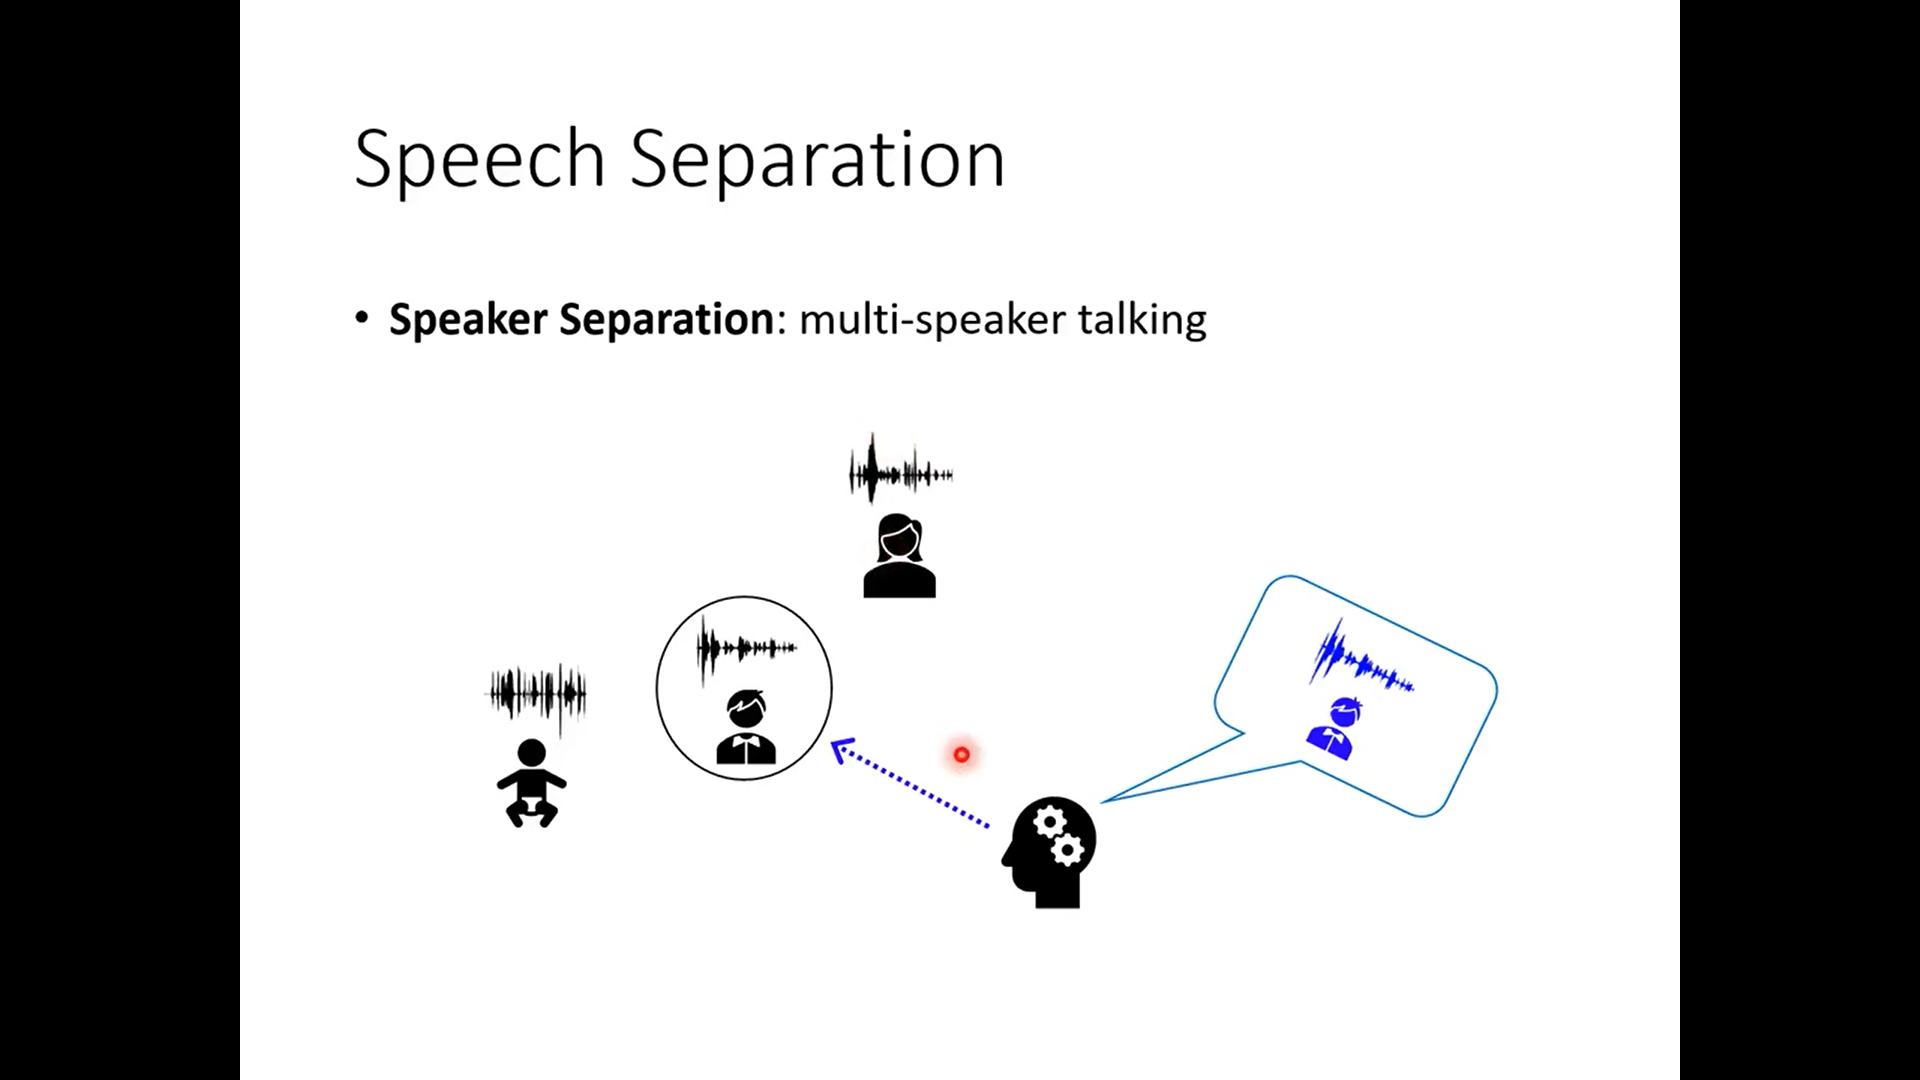 Speech Separation
• Speaker Separation: multi-speaker talking